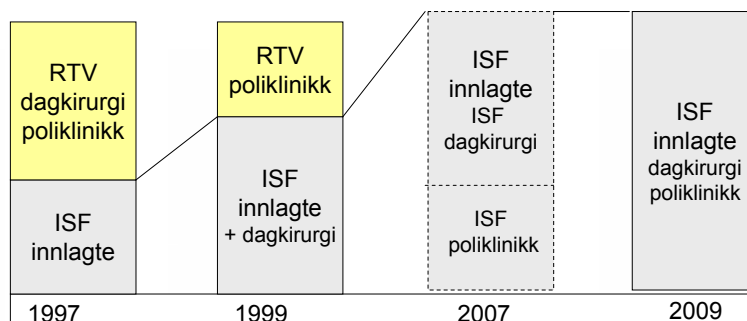 RTV
dagkirurgi
poliklinikk
ISF
innlagte
RTV
poliklinikk
ISF
innlagte
+ dagkirurgi
ISF
innlagte
ISF
dagkirurgi
ISF
poliklinikk
ISF
innlagte
dagkirurgi
poliklinikk
1997
1999
2007
2009